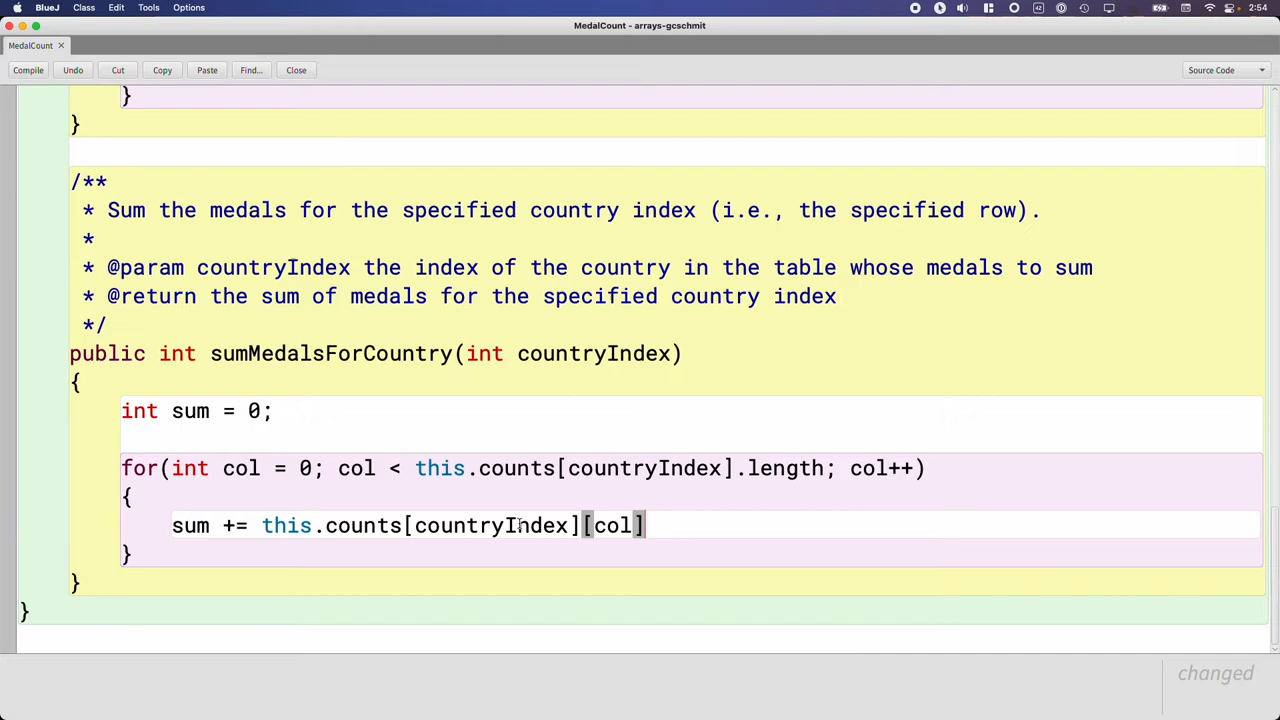 BlueJ Class Edit Tools Options 42 2:54
MedalCount - arrays-gcschmit
MedalCount ×
Compile Undo Cut Copy Paste Find... Close Source Code
}
}
/**
* Sum the medals for the specified country index (i.e., the specified row).
*
* @param countryIndex the index of the country in the table whose medals to sum
* @return the sum of medals for the specified country index
*/
public int sumMedalsForCountry(int countryIndex)
{
int sum = 0;
for(int col = 0; col < this.counts[countryIndex].length; col++)
{
sum += this.counts[countryIndex][col]
}
}
}
changed